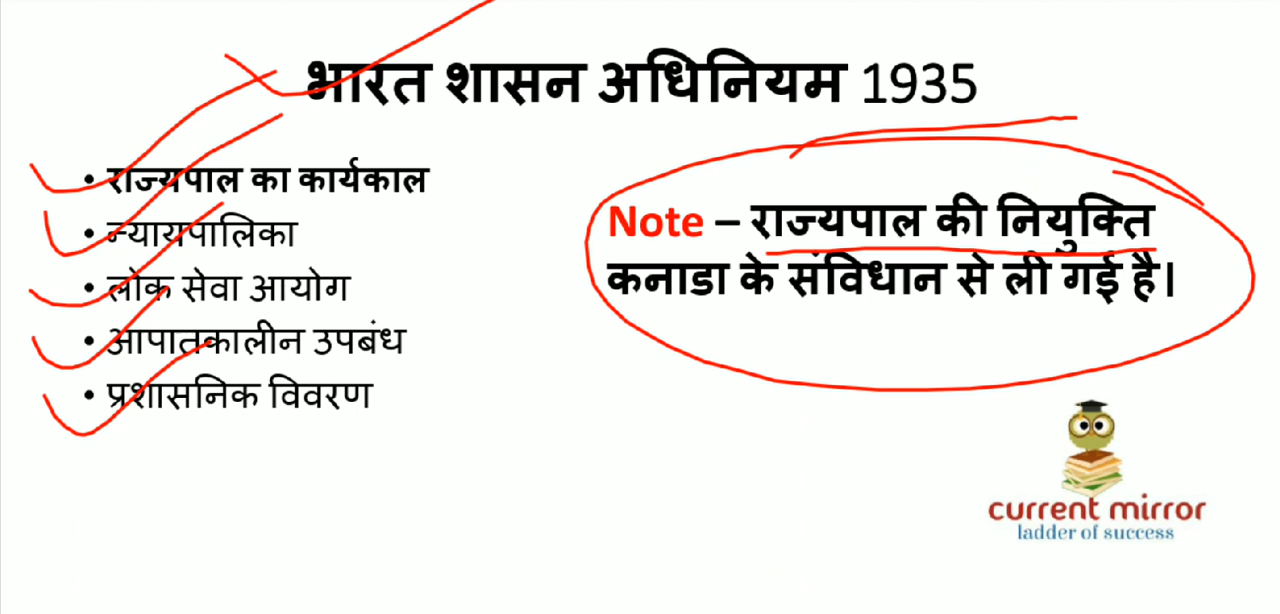 भारत शासन अधिनियम 1935
• राज्यपाल का कार्यकाल
• न्यायपालिका
• लोक सेवा आयोग
• आपातकालीन उपबंध
• प्रशासनिक विवरण
Note – राज्यपाल की नियुक्ति
कनाडा के संविधान से ली गई है।
current mirror
ladder of success